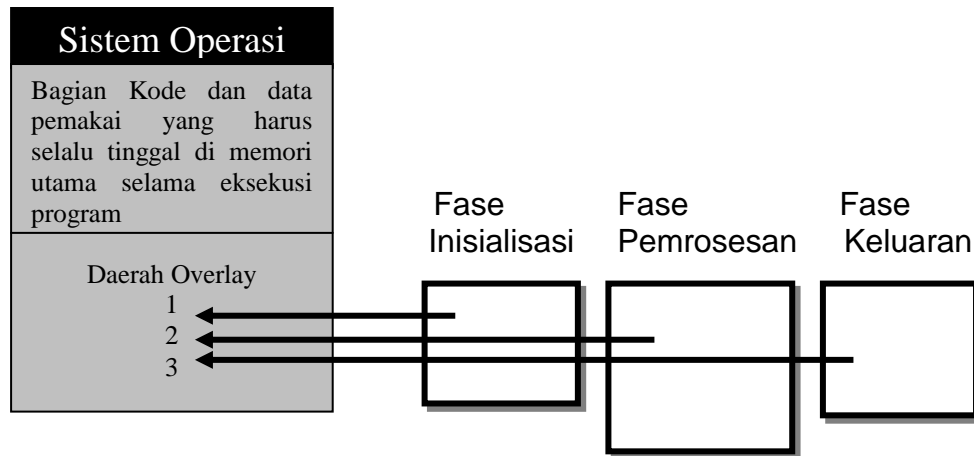 Sistem Operasi
Bagian Kode dan data
pemakai yang harus
selalu tinggal di memori
utama selama eksekusi
program
Fase
Inisialisasi
Fase
Pemrosesan
Fase
Keluaran
Daerah Overlay
1
2
3